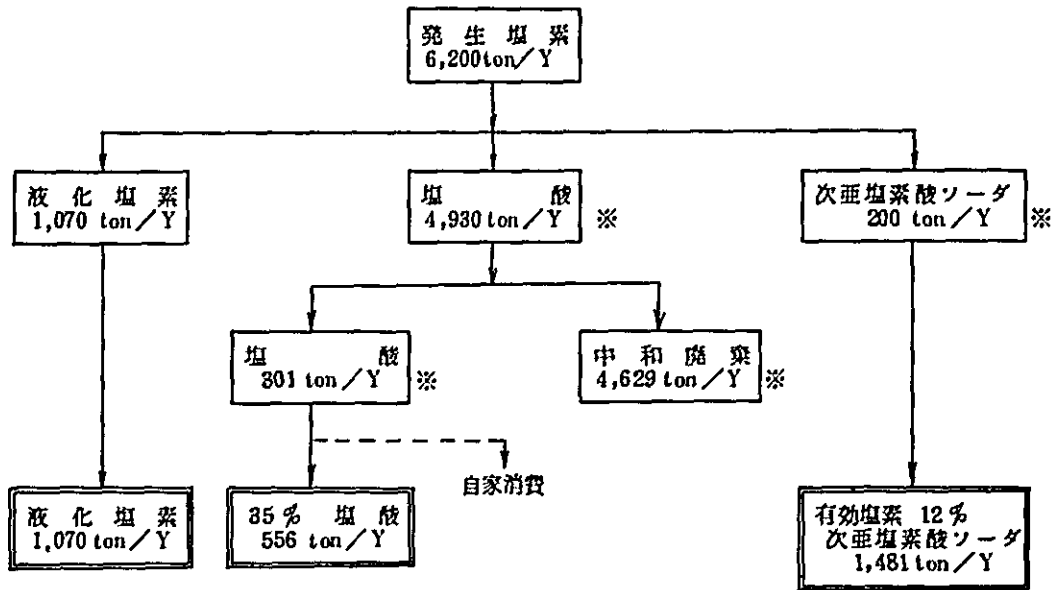 発生塩素
6,200ton/Y
液化塩素
1,070 ton/Y
塩酸
4,930 ton/Y ※
次亜塩素酸ソーダ
200 ton/Y ※
塩酸
301 ton/Y ※
中和廃棄
4,629 ton/Y ※
自家消費
液化塩素
1,070 ton/Y
35% 塩酸
556 ton/Y
有効塩素 12%
次亜塩素酸ソーダ
1,481ton/Y